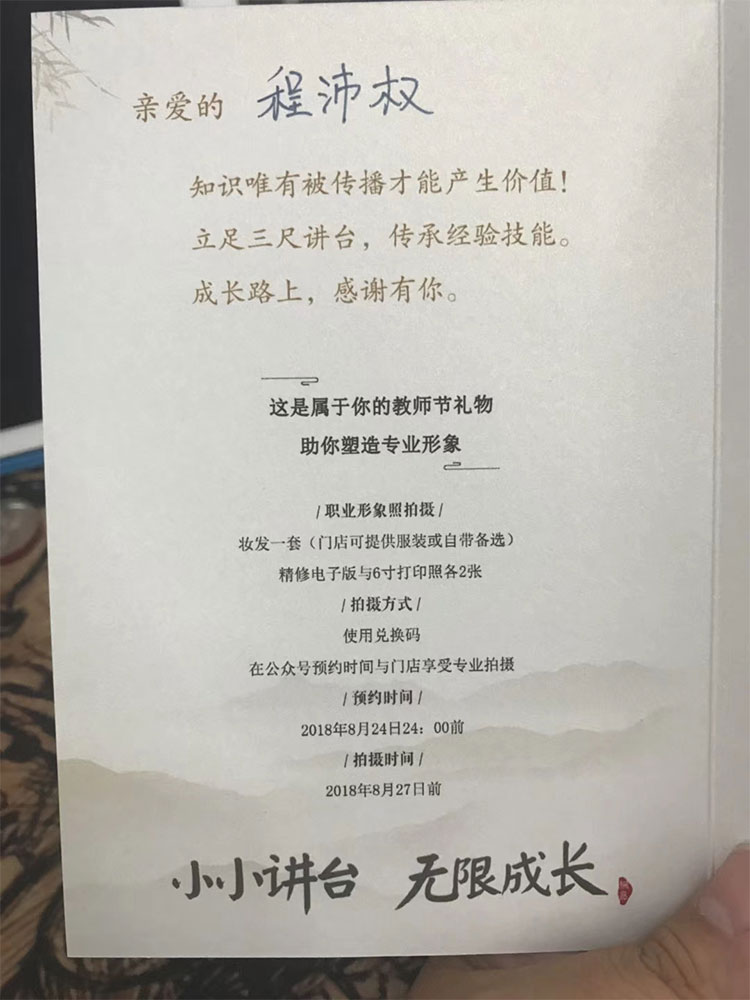 亲爱的 程沛权
知识唯有被传播才能产生价值!
立足三尺讲台，传承经验技能。
成长路上，感谢有你。
这是属于你的教师节礼物
助你塑造专业形象
/ 职业形象照拍摄 /
妆发一套（门店可提供服装或自带备选）
精修电子版与6寸打印照各2张
/ 拍摄方式 /
使用兑换码
在公众号预约时间与门店享受专业拍摄
/ 预约时间 /
2018年8月24日24：00前
/ 拍摄时间 /
2018年8月27日前
小小讲台 无限成长